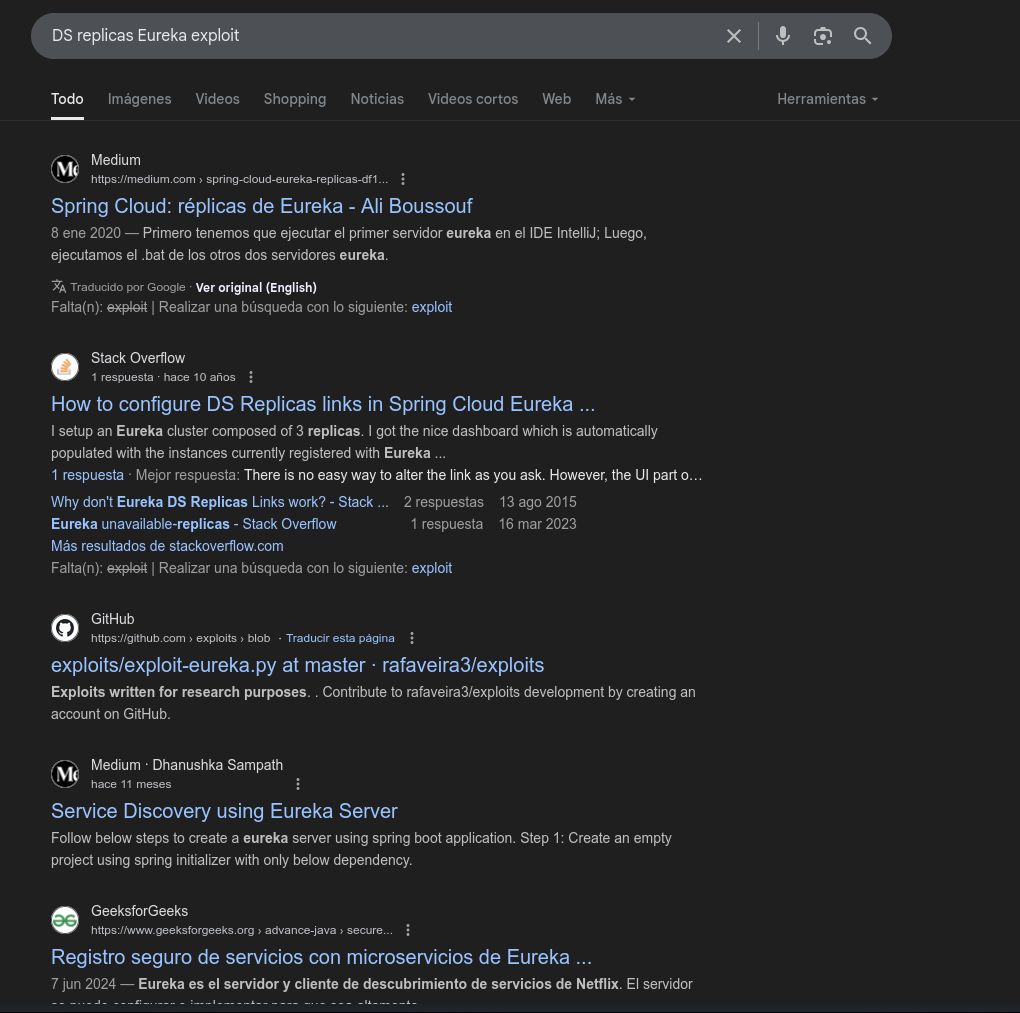 DS replicas Eureka exploit
Todo Imágenes Videos Shopping Noticias Videos cortos Web Más Herramientas
Medium
https://medium.com › spring-cloud-eureka-replicas-df1...
Spring Cloud: réplicas de Eureka - Ali Boussouf
8 ene 2020 — Primero tenemos que ejecutar el primer servidor eureka en el IDE IntelliJ; Luego,
ejecutamos el .bat de los otros dos servidores eureka.
Traducido por Google · Ver original (English)
Falta(n): exploit | Realizar una búsqueda con lo siguiente: exploit
Stack Overflow
1 respuesta · hace 10 años
How to configure DS Replicas links in Spring Cloud Eureka ...
I setup an Eureka cluster composed of 3 replicas. I got the nice dashboard which is automatically
populated with the instances currently registered with Eureka ...
1 respuesta · Mejor respuesta: There is no easy way to alter the link as you ask. However, the UI part o…
Why don't Eureka DS Replicas Links work? - Stack ... 2 respuestas 13 ago 2015
Eureka unavailable-replicas - Stack Overflow 1 respuesta 16 mar 2023
Más resultados de stackoverflow.com
Falta(n): exploit | Realizar una búsqueda con lo siguiente: exploit
GitHub
https://github.com › exploits › blob · Traducir esta página
exploits/exploit-eureka.py at master · rafaveira3/exploits
Exploits written for research purposes. . Contribute to rafaveira3/exploits development by creating an
account on GitHub.
Medium · Dhanushka Sampath
hace 11 meses
Service Discovery using Eureka Server
Follow below steps to create a eureka server using spring boot application. Step 1: Create an empty
project using spring initializer with only below dependency.
GeeksforGeeks
https://www.geeksforgeeks.org › advance-java › secure...
Registro seguro de servicios con microservicios de Eureka ...
7 jun 2024 — Eureka es el servidor y cliente de descubrimiento de servicios de Netflix. El servidor